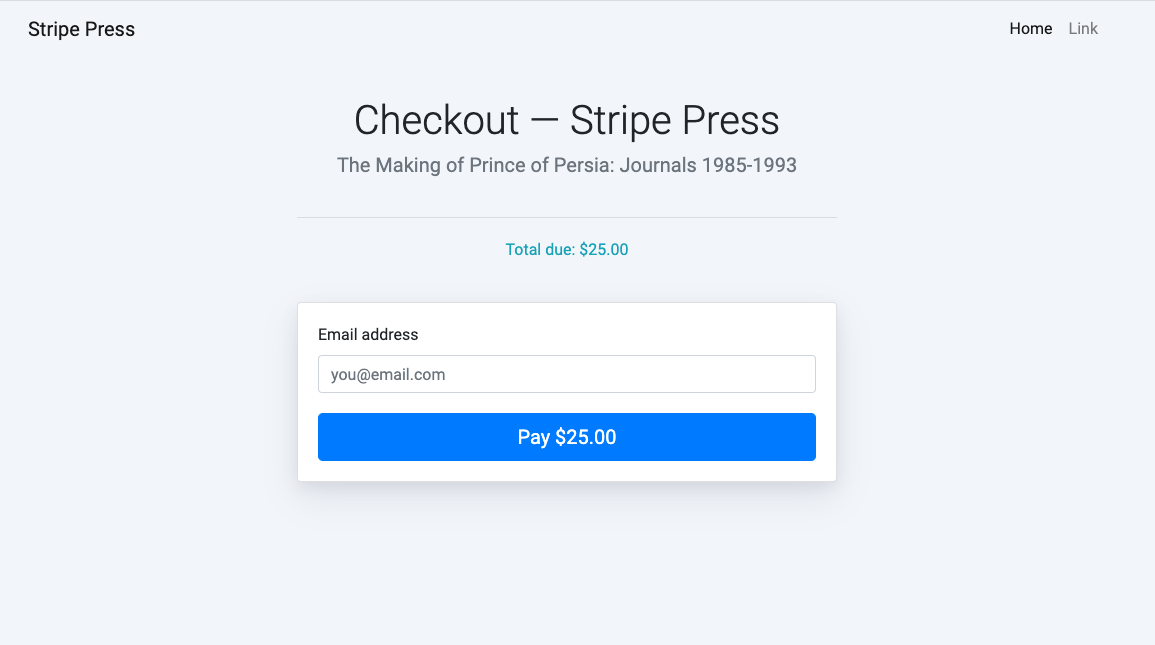 Stripe Press
Home Link
Checkout — Stripe Press
The Making of Prince of Persia: Journals 1985-1993
Total due: $25.00
Email address
you@email.com
Pay $25.00